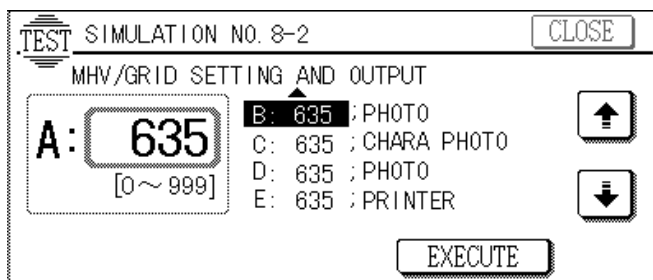 TEST SIMULATION NO. 8-2 CLOSE
MHV/GRID SETTING AND OUTPUT
A: 635
[0~999]
B: 635 ;PHOTO
C: 635 ;CHARA PHOTO
D: 635 ;PHOTO
E: 635 ;PRINTER
EXECUTE